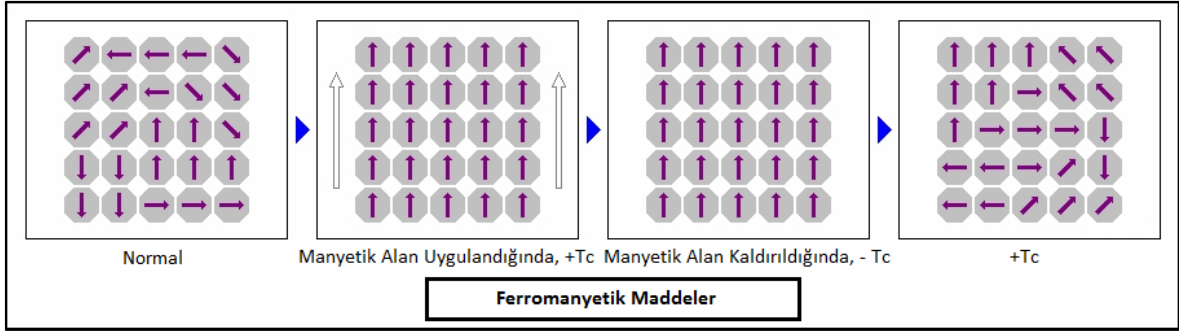 Normal
Manyetik Alan Uygulandığında, +Tc
Manyetik Alan Kaldırıldığında, - Tc
+Tc
Ferromanyetik Maddeler